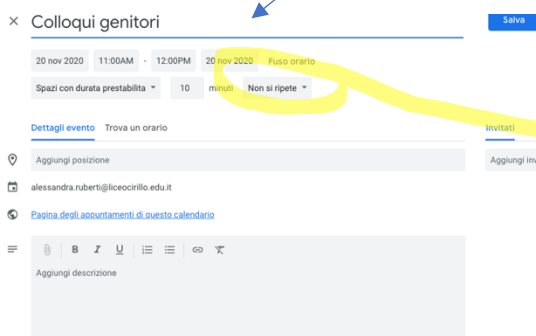 × Colloqui genitori
Salva
20 nov 2020 11:00AM - 12:00PM 20 nov 2020 Fuso orario
Spazi con durata prestabilita 10 minuti Non si ripete
Dettagli evento Trova un orario
Invitati
Aggiungi posizione
Aggiungi inv
alessandra.ruberti@liceocirillo.edu.it
Pagina degli appuntamenti di questo calendario
B I U
Aggiungi descrizione